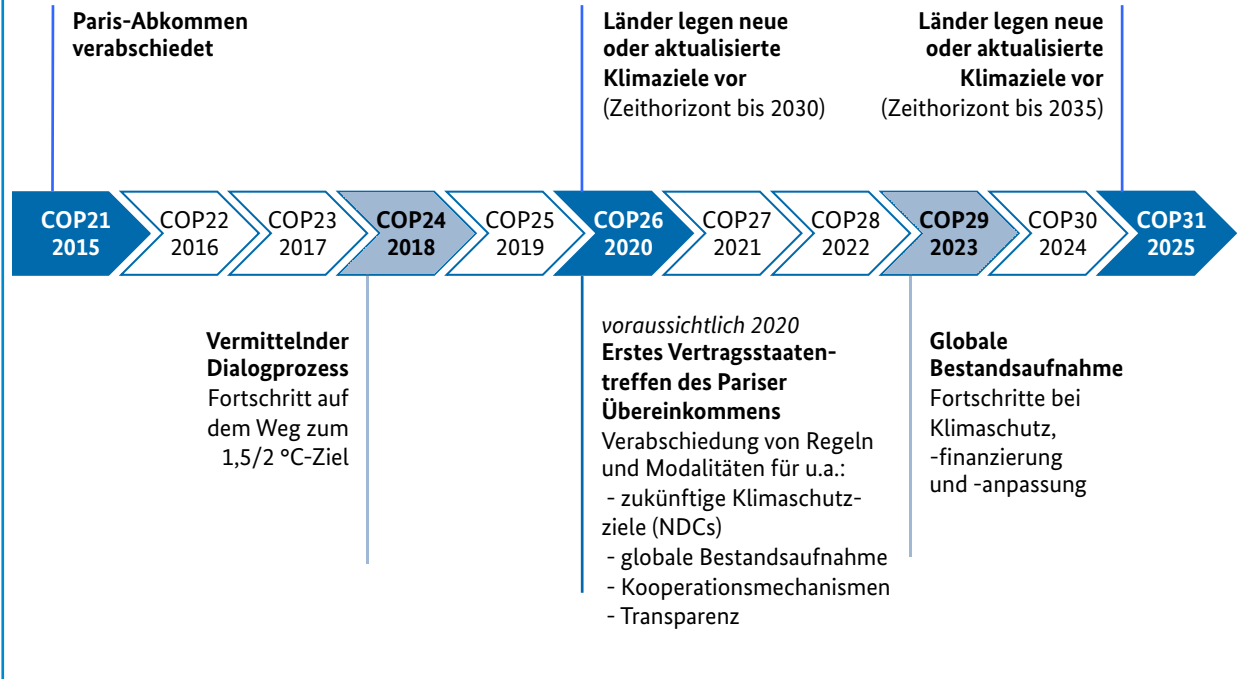 Paris-Abkommen
verabschiedet
Länder legen neue
oder aktualisierte
Klimaziele vor
(Zeithorizont bis 2030)
Länder legen neue
oder aktualisierte
Klimaziele vor
(Zeithorizont bis 2035)
COP21
2015
COP22
2016
COP23
2017
COP24
2018
COP25
2019
COP26
2020
COP27
2021
COP28
2022
COP29
2023
COP30
2024
COP31
2025
Vermittelnder
Dialogprozess
Fortschritt auf
dem Weg zum
1,5/2 °C-Ziel
voraussichtlich 2020
Erstes Vertragsstaaten-
treffen des Pariser
Übereinkommens
Verabschiedung von Regeln
und Modalitäten für u.a.:
- zukünftige Klimaschutz-
ziele (NDCs)
- globale Bestandsaufnahme
- Kooperationsmechanismen
- Transparenz
Globale
Bestandsaufnahme
Fortschritte bei
Klimaschutz,
-finanzierung
und -anpassung